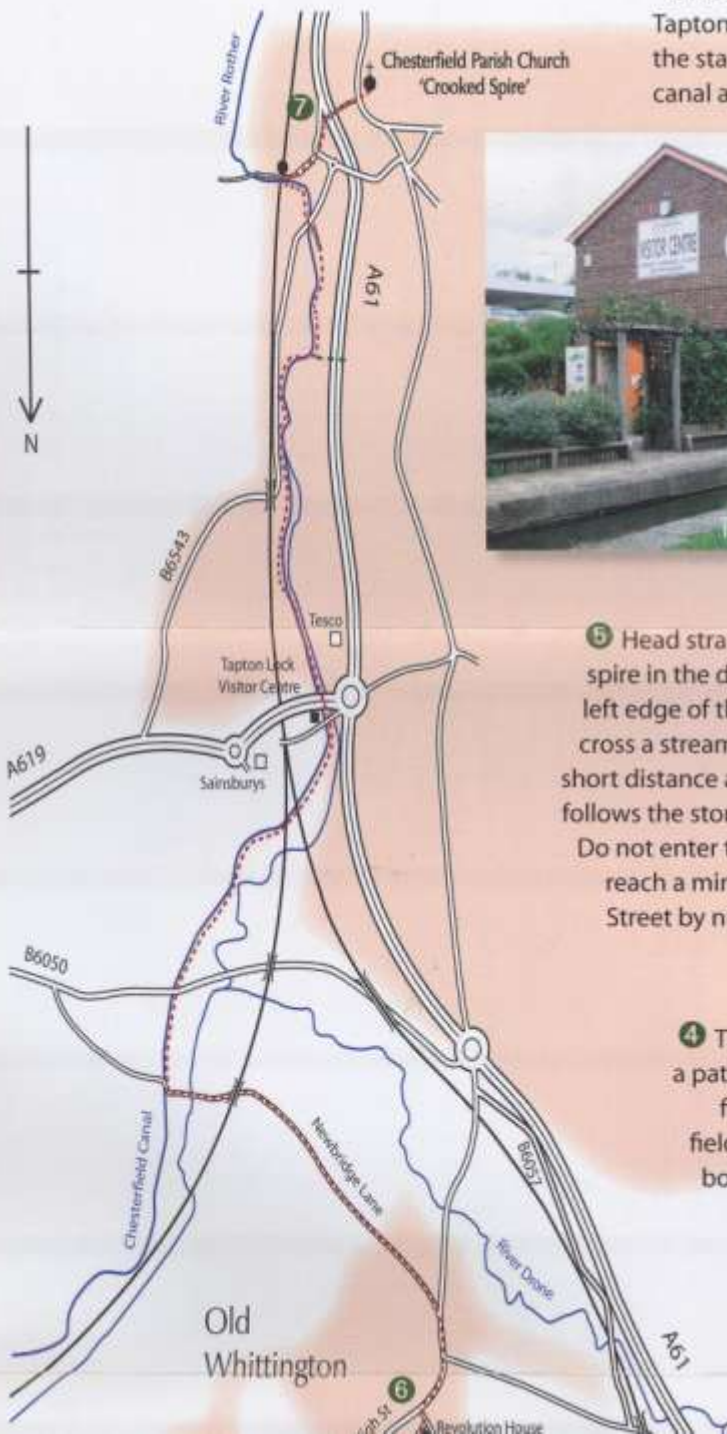 Tapton
the sta
canal a
River Rother
Chesterfield Parish Church
'Crooked Spire'
7
A61
N
VISITOR CENTRE
B6543
Tesco
Tapton Lock
Visitor Centre
A619
Sainsburys
5 Head stra
spire in the d
left edge of th
cross a stream
short distance a
follows the ston
Do not enter t
reach a min
Street by n
B6050
4 T
a pat
f
field
bo
Chesterfield Canal
Newbridge Lane
B6057
River Drone
Old
Whittington
A61
6
igh St
Revolution House